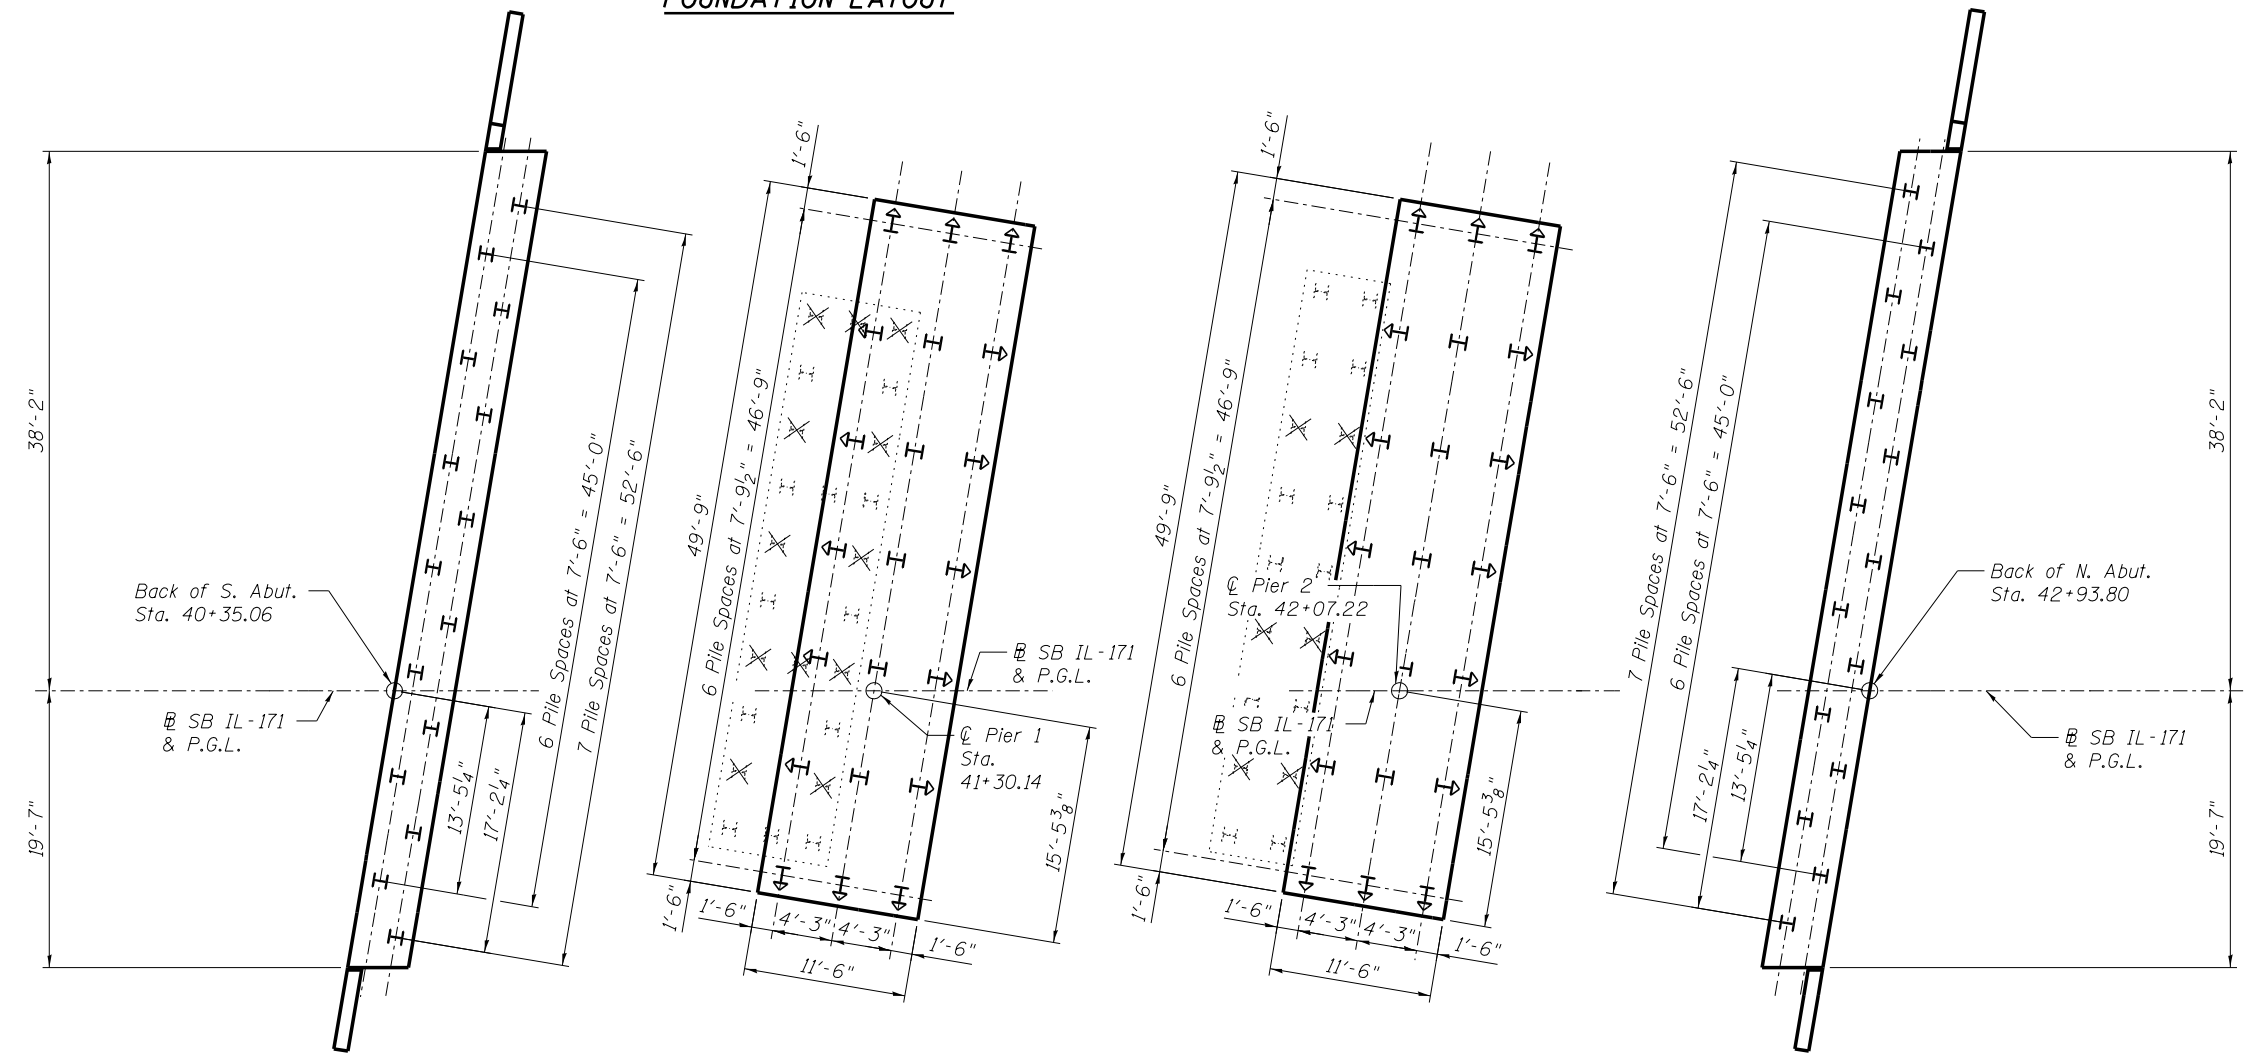 FOUNDATION LAYOUT
38'-2"
19'-7"
Back of S. Abut.
Sta. 40+35.06
℄ SB IL-171
& P.G.L.
13'-5¼"
17'-2¼"
6 Pile Spaces at 7'-6" = 45'-0"
7 Pile Spaces at 7'-6" = 52'-6"
1'-6"
49'-9"
6 Pile Spaces at 7'-9½" = 46'-9"
1'-6"
1'-6"
4'-3"
4'-3"
1'-6"
11'-6"
℄ SB IL-171
& P.G.L.
℄ Pier 1
Sta.
41+30.14
15'-5⅜"
1'-6"
49'-9"
6 Pile Spaces at 7'-9½" = 46'-9"
℄ Pier 2
Sta. 42+07.22
℄ SB IL-171
& P.G.L.
15'-5⅜"
1'-6"
1'-6"
4'-3"
4'-3"
1'-6"
11'-6"
7 Pile Spaces at 7'-6" = 52'-6"
6 Pile Spaces at 7'-6" = 45'-0"
17'-2¼"
13'-5¼"
Back of N. Abut.
Sta. 42+93.80
℄ SB IL-171
& P.G.L.
38'-2"
19'-7"